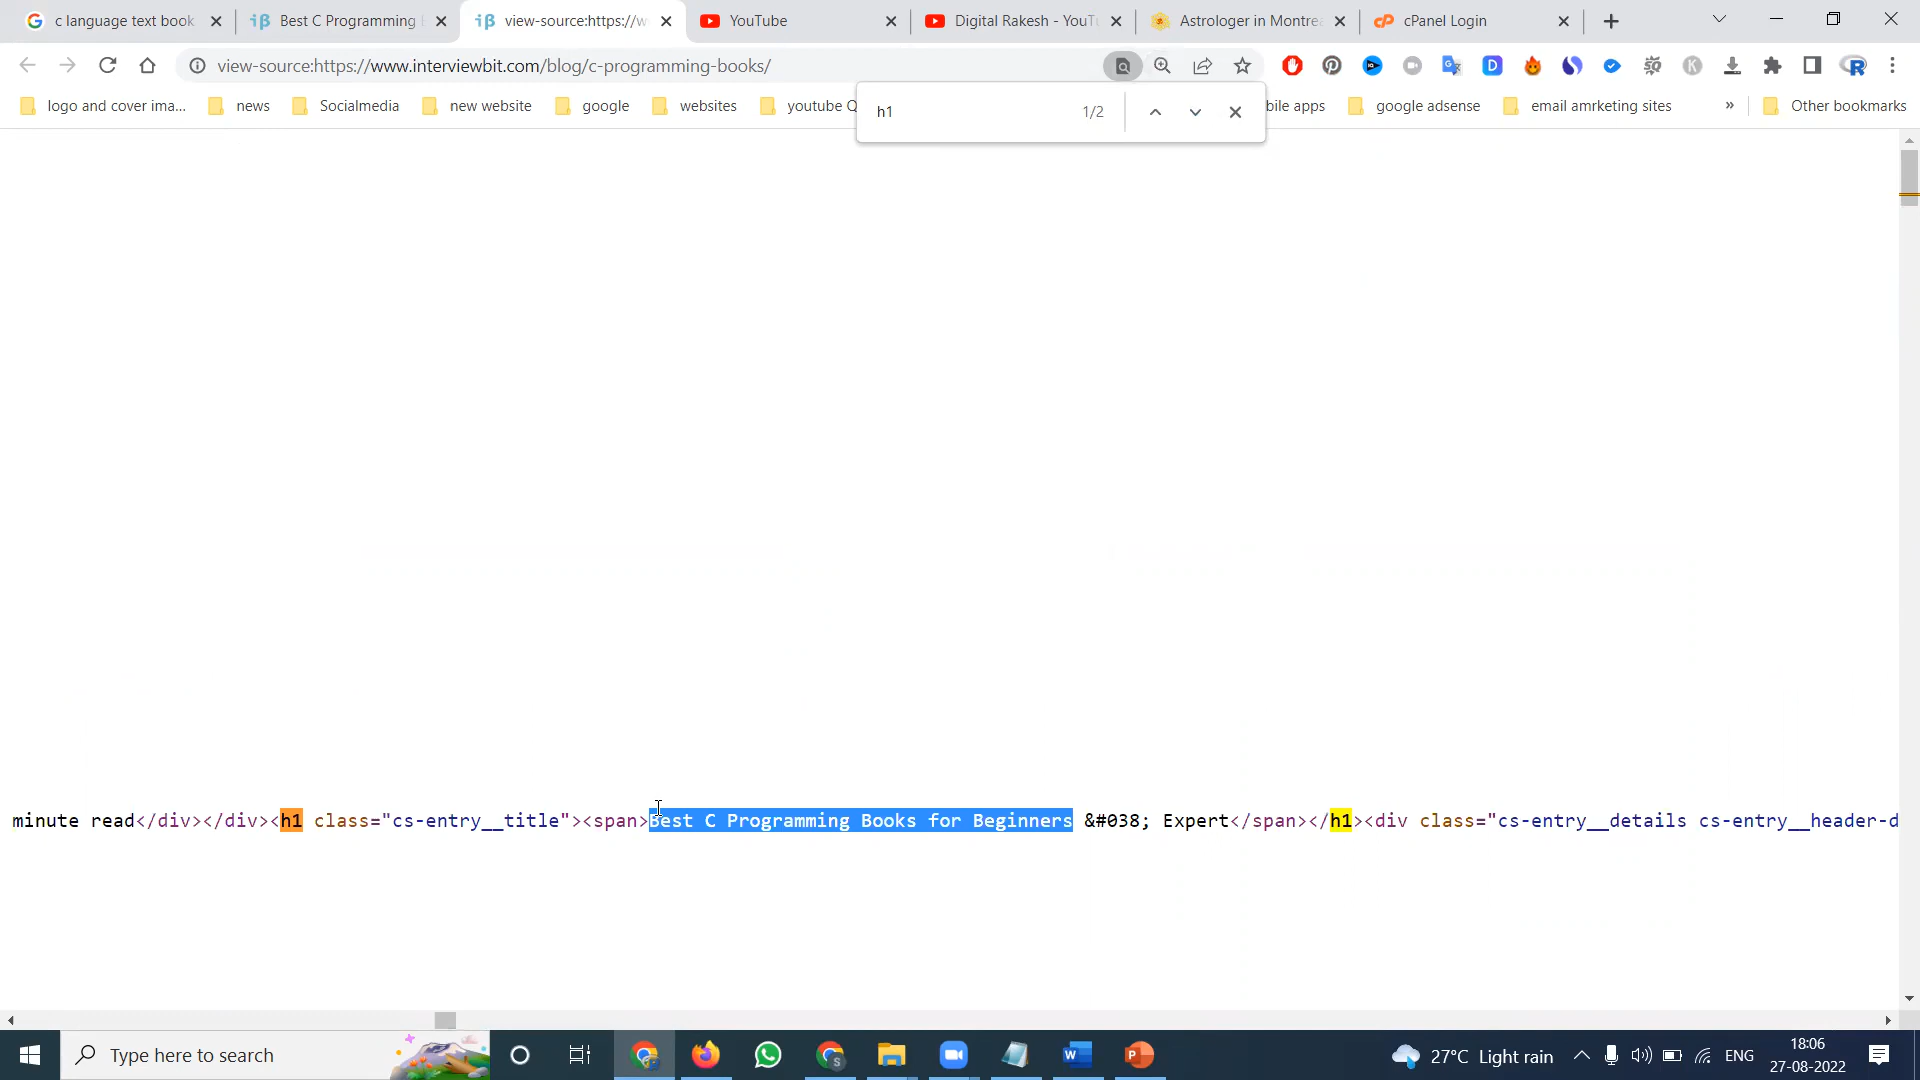 c language text book
Best C Programming
view-source:https://w
YouTube
Digital Rakesh - YouTu
Astrologer in Montrea
cPanel Login
view-source:https://www.interviewbit.com/blog/c-programming-books/
logo and cover ima...
news
Socialmedia
new website
google
websites
youtube Q
bile apps
google adsense
email amrketing sites
»
Other bookmarks
h1
1/2
minute read</div></div><h1 class="cs-entry__title"><span>Best C Programming Books for Beginners &#038; Expert</span></h1><div class="cs-entry__details cs-entry__header-d
Type here to search
27°C Light rain
ENG
18:06
27-08-2022